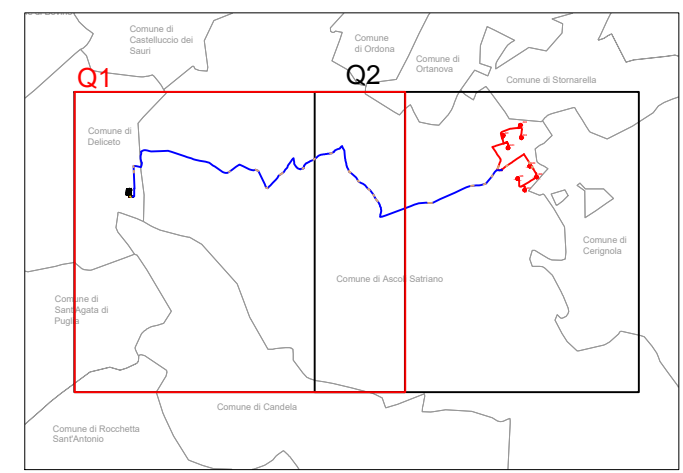 Comune di
Castelluccio dei
Sauri
Comune
di Ordona
Comune di
Ortanova
Comune di Stornarella
Q1
Q2
Comune di
Deliceto
Comune di
Cerignola
Comune di Ascoli Satriano
Comune di
Sant'Agata di
Puglia
Comune di Candela
Comune di Rocchetta
Sant'Antonio